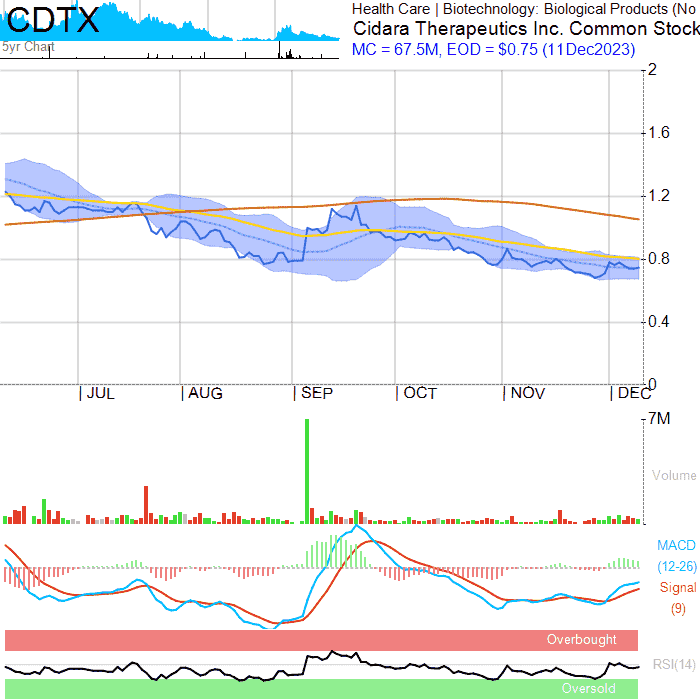 CDTX
5yr Chart
Health Care | Biotechnology: Biological Products (No
Cidara Therapeutics Inc. Common Stock
MC = 67.5M, EOD = $0.75 (11Dec2023)
2
1.6
1.2
0.8
0.4
0
JUL AUG SEP OCT NOV DEC
7M
Volume
MACD
(12-26)
Signal
(9)
Overbought
RSI(14)
Oversold